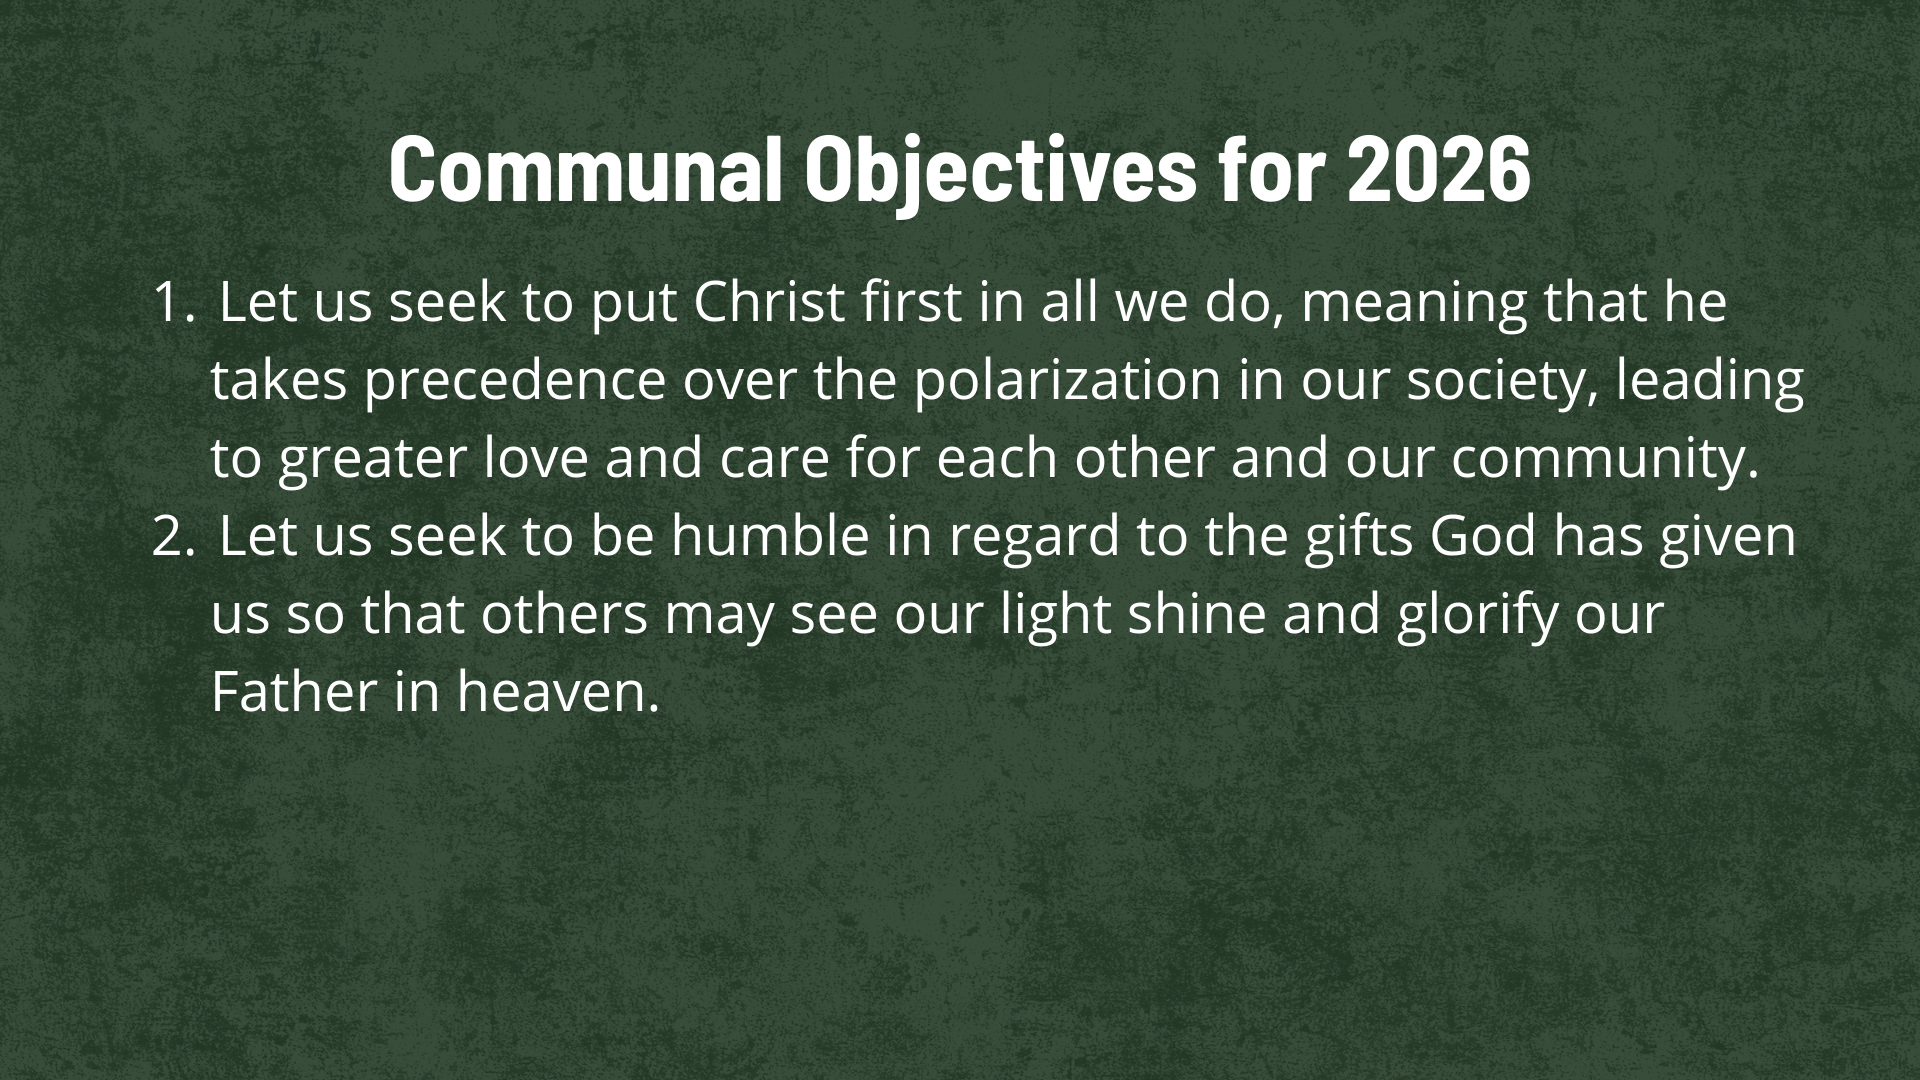 Communal Objectives for 2026
1. Let us seek to put Christ first in all we do, meaning that he
takes precedence over the polarization in our society, leading
to greater love and care for each other and our community.
2. Let us seek to be humble in regard to the gifts God has given
us so that others may see our light shine and glorify our
Father in heaven.